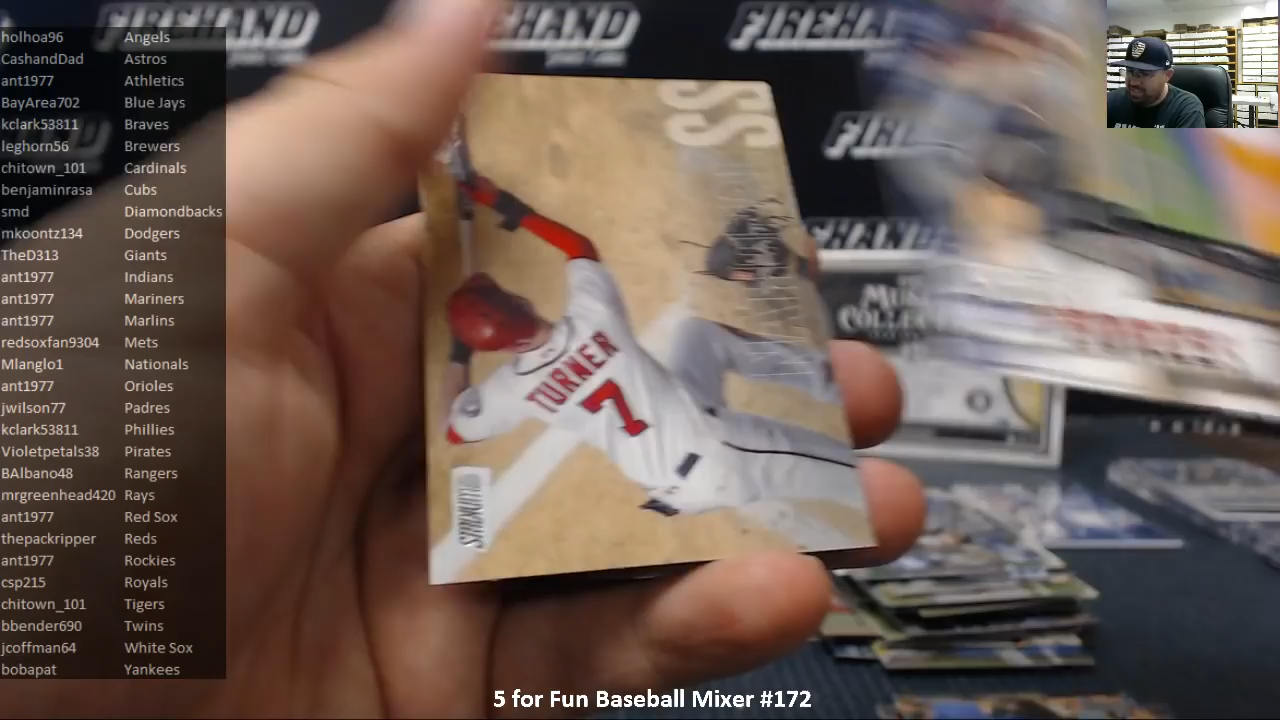 holhoa96 Angels
CashandDad Astros
ant1977 Athletics
BayArea702 Blue Jays
kclark53811 Braves
leghorn56 Brewers
chitown_101 Cardinals
benjaminrasa Cubs
smd Diamondbacks
mkoontz134 Dodgers
TheD313 Giants
ant1977 Indians
ant1977 Mariners
ant1977 Marlins
redsoxfan9304 Mets
Mlanglo1 Nationals
ant1977 Orioles
jwilson77 Padres
kclark53811 Phillies
Violetpetals38 Pirates
BAlbano48 Rangers
mrgreenhead420 Rays
ant1977 Red Sox
thepackripper Reds
ant1977 Rockies
csp215 Royals
chitown_101 Tigers
bbender690 Twins
jcoffman64 White Sox
bobapat Yankees
FIREHAND
FIREHAND
SS
TURNER
7
STADIUM
5 for Fun Baseball Mixer #172